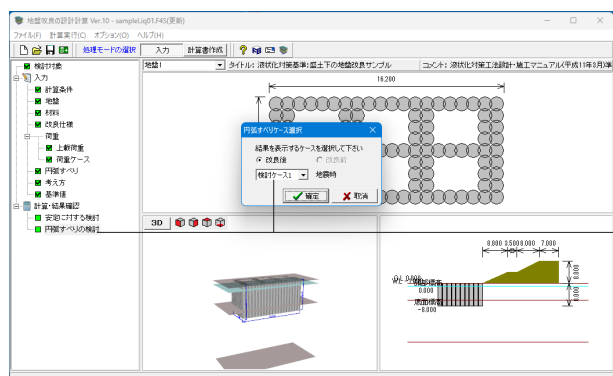 地盤改良の設計計算 Ver.10 - sampleLiq01.F4S(更新)
ファイル(F) 計算実行(C) オプション(O) ヘルプ(H)
処理モードの選択 入力 計算書作成
検討対象
入力
計算条件
地盤
材料
改良仕様
荷重
上載荷重
荷重ケース
円弧すべり
考え方
基準値
計算・結果確認
安定に対する検討
円弧すべりの検討
地盤1 タイトル: 液状化対策基準:盛土下の地盤改良サンプル コメント: 液状化対策工法設計・施工マニュアル(平成11年3月)準
16.200
円弧すべりケース選択
結果を表示するケースを選択して下さい
改良後 改良前
検討ケース1 地震時
確定 取消
3D
8.000 3.500 8.000 7.000
8.000
0.000
底面標高
-8.000
8.000